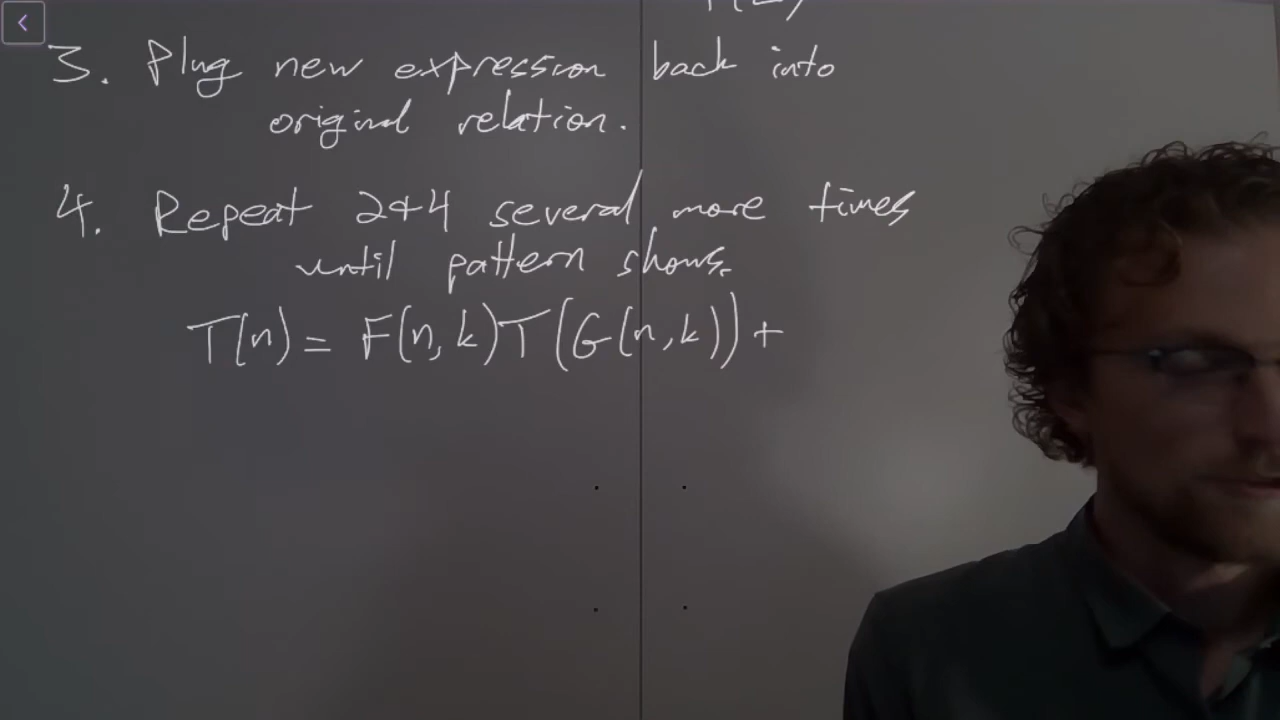 3. Plug new expression back into
original relation.
4. Repeat 2&4 several more times
until pattern shows.
T(n) = F(n,k)T(G(n,k)) +